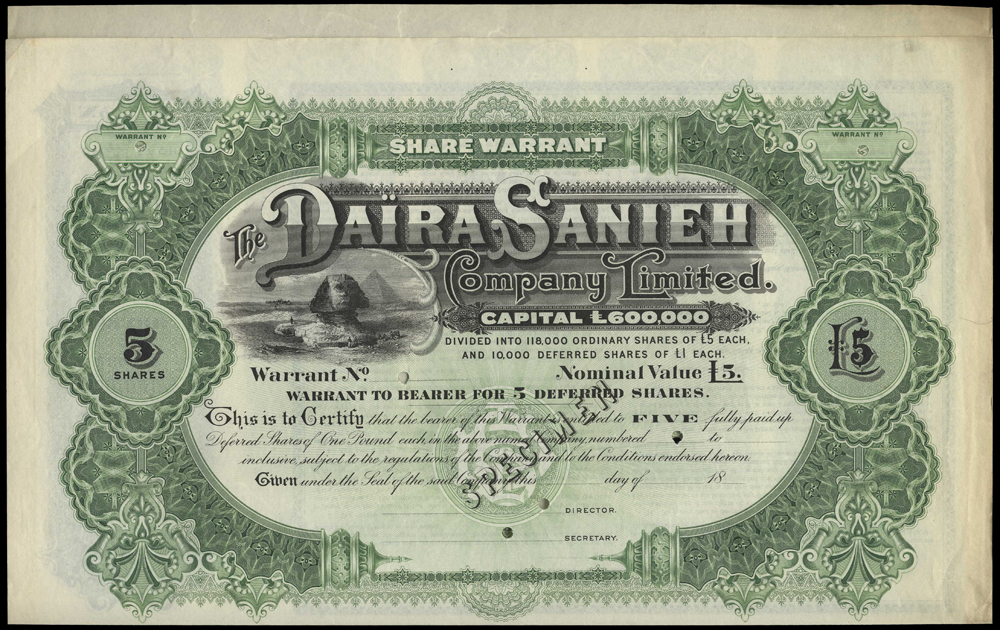 WARRANT Nº
WARRANT Nº
SHARE WARRANT
The DAÏRA SANIEH
Company Limited.
CAPITAL £600,000
DIVIDED INTO 118,000 ORDINARY SHARES OF £5 EACH,
AND 10,000 DEFERRED SHARES OF £1 EACH.
5
SHARES
£5
Warrant Nº Nominal Value £5.
WARRANT TO BEARER FOR 5 DEFERRED SHARES.
This is to Certify that the bearer of this Warrant is entitled to FIVE fully paid up
Deferred Shares of One Pound each in the above named Company numbered to
inclusive, subject to the regulations of the Company and to the Conditions endorsed hereon.
Given under the Seal of the said Company this day of 18
SPECIMEN
DIRECTOR.
SECRETARY.